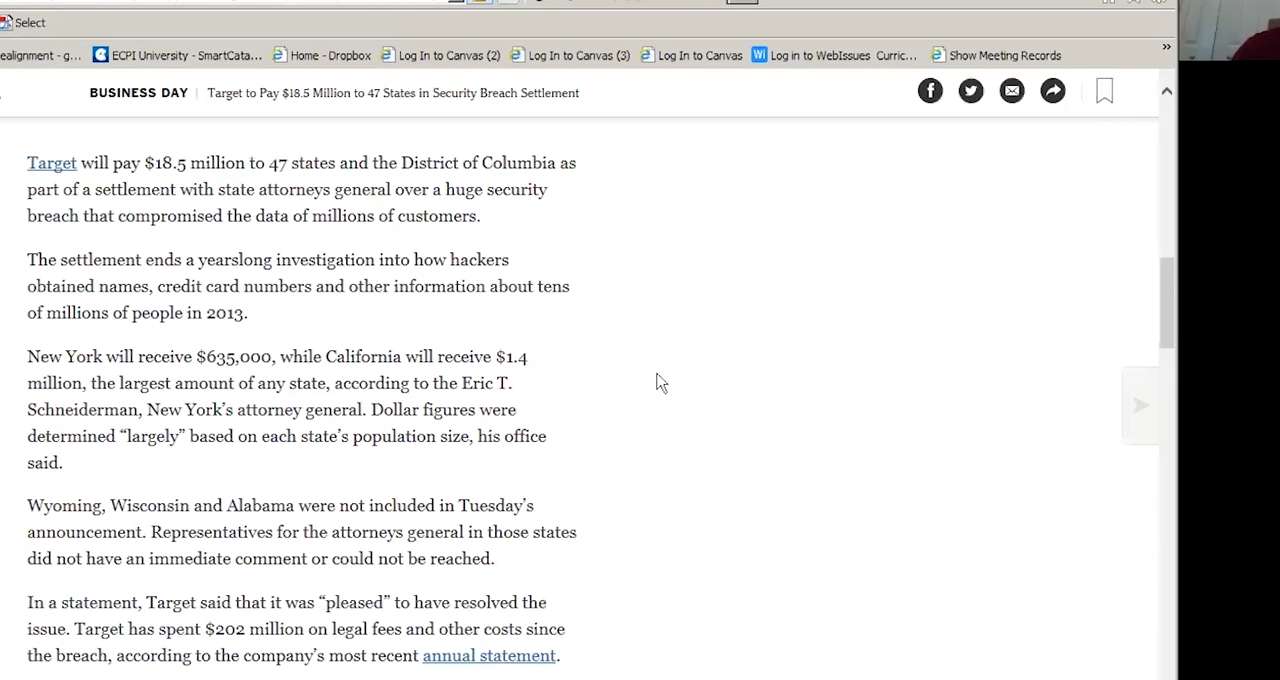 Select
ealignment - g... ECPI University - SmartCata... Home - Dropbox Log In to Canvas (2) Log In to Canvas (3) Log In to Canvas Log in to WebIssues Curric... Show Meeting Records
BUSINESS DAY | Target to Pay $18.5 Million to 47 States in Security Breach Settlement
Target will pay $18.5 million to 47 states and the District of Columbia as
part of a settlement with state attorneys general over a huge security
breach that compromised the data of millions of customers.
The settlement ends a yearslong investigation into how hackers
obtained names, credit card numbers and other information about tens
of millions of people in 2013.
New York will receive $635,000, while California will receive $1.4
million, the largest amount of any state, according to the Eric T.
Schneiderman, New York’s attorney general. Dollar figures were
determined “largely” based on each state’s population size, his office
said.
Wyoming, Wisconsin and Alabama were not included in Tuesday’s
announcement. Representatives for the attorneys general in those states
did not have an immediate comment or could not be reached.
In a statement, Target said that it was “pleased” to have resolved the
issue. Target has spent $202 million on legal fees and other costs since
the breach, according to the company’s most recent annual statement.